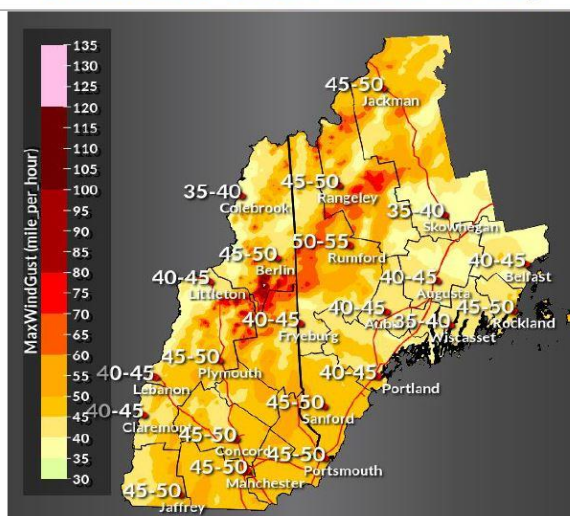 MaxWindGust (mile_per_hour)
135
130
120
115
110
105
100
95
90
85
80
75
70
65
60
55
50
45
40
35
30
45-50
Jackman
35-40
Colebrook
45-50
Rangeley
35-40
Skowhegan
45-50
Berlin
50-55
Rumford
40-45
Littleton
40-45
Augusta
40-45
Belfast
40-45
Fryeburg
40-45
Aub
35-40
Wiscasset
45-50
Rockland
45-50
Plymouth
40-45
Lebanon
40-45
Portland
40-45
Claremont
45-50
Sanford
45-50
Concord
45-50
Manchester
45-50
Portsmouth
45-50
Jaffrey